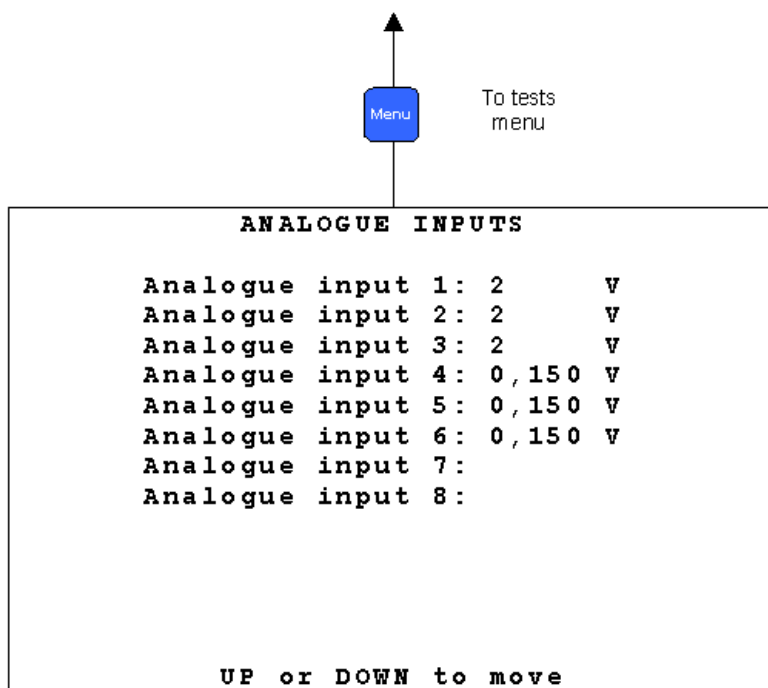 Menu
To tests
menu
ANALOGUE INPUTS
Analogue input 1: 2 V
Analogue input 2: 2 V
Analogue input 3: 2 V
Analogue input 4: 0,150 V
Analogue input 5: 0,150 V
Analogue input 6: 0,150 V
Analogue input 7:
Analogue input 8:
UP or DOWN to move